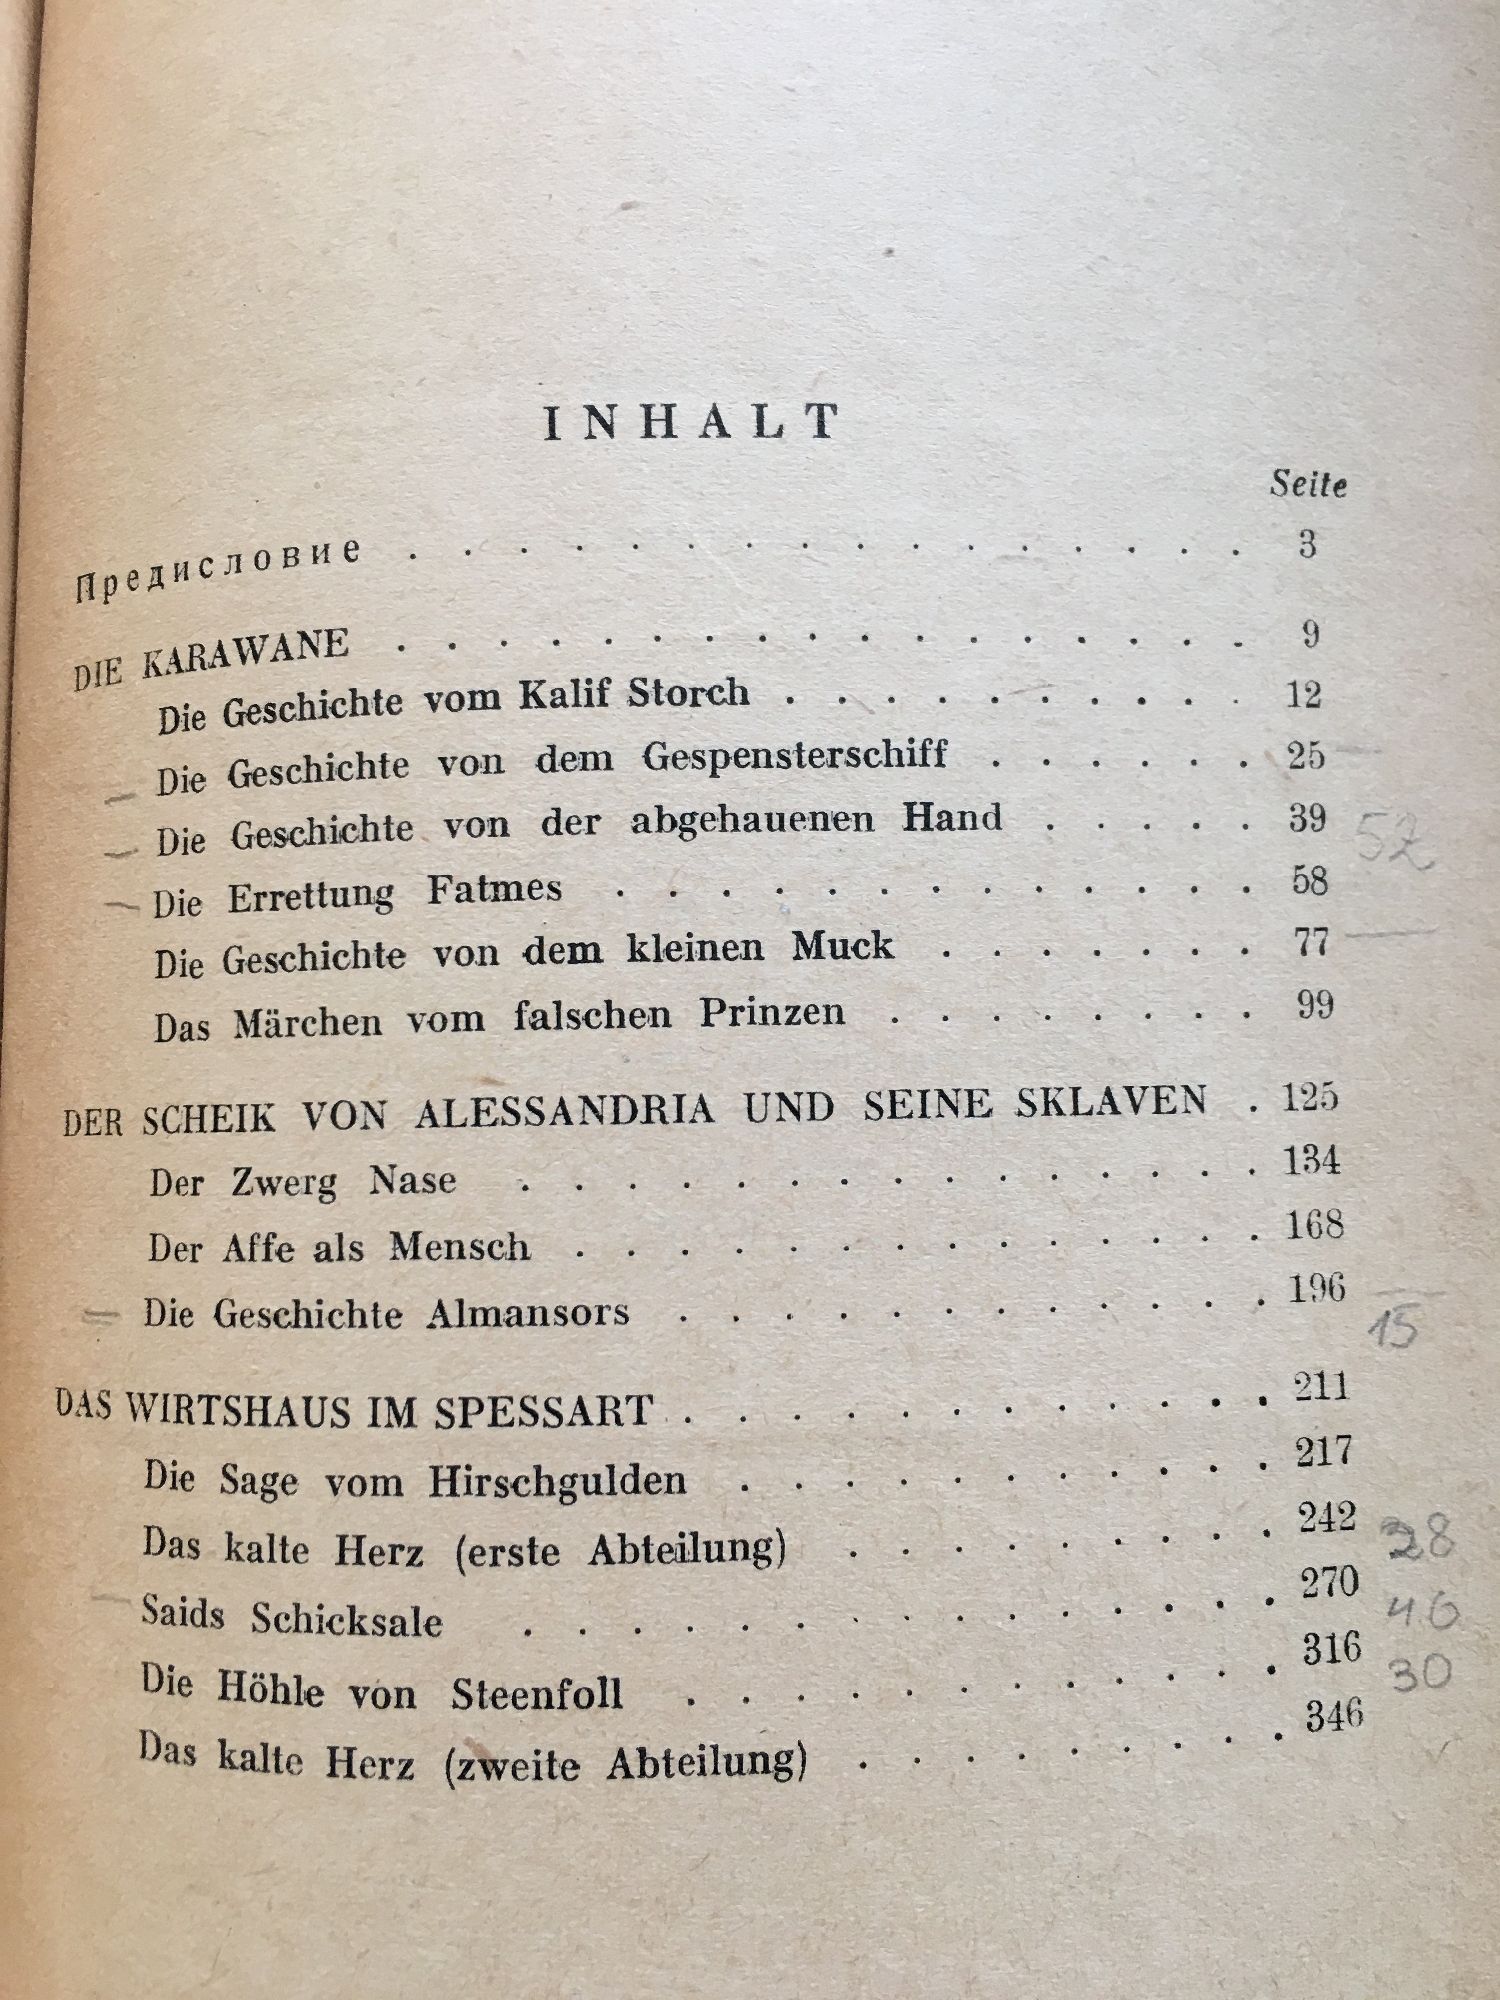 INHALT
Seite
Предисловие . . . . . . . . . . . . . . . . 3
DIE KARAWANE . . . . . . . . . . . . . . . . . 9
Die Geschichte vom Kalif Storch . . . . . . . . . . 12
Die Geschichte von dem Gespensterschiff . . . . . . 25
Die Geschichte von der abgehauenen Hand . . . . . 39 52
Die Errettung Fatmes . . . . . . . . . . . . . 58
Die Geschichte von dem kleinen Muck . . . . . . . 77
Das Märchen vom falschen Prinzen . . . . . . . . 99
DER SCHEIK VON ALESSANDRIA UND SEINE SKLAVEN . 125
Der Zwerg Nase . . . . . . . . . . . . . . 134
Der Affe als Mensch . . . . . . . . . . . . . . 168
Die Geschichte Almansors . . . . . . . . . . . . 196
15
DAS WIRTSHAUS IM SPESSART . . . . . . . . . . . . 211
Die Sage vom Hirschgulden . . . . . . . . . . . 217
Das kalte Herz (erste Abteilung) . . . . . . . . . 242 28
Saids Schicksale . . . . . . . . . . . . . . . 270 46
Die Höhle von Steenfoll . . . . . . . . . . . . 316 30
Das kalte Herz (zweite Abteilung) . . . . . . . . . 346